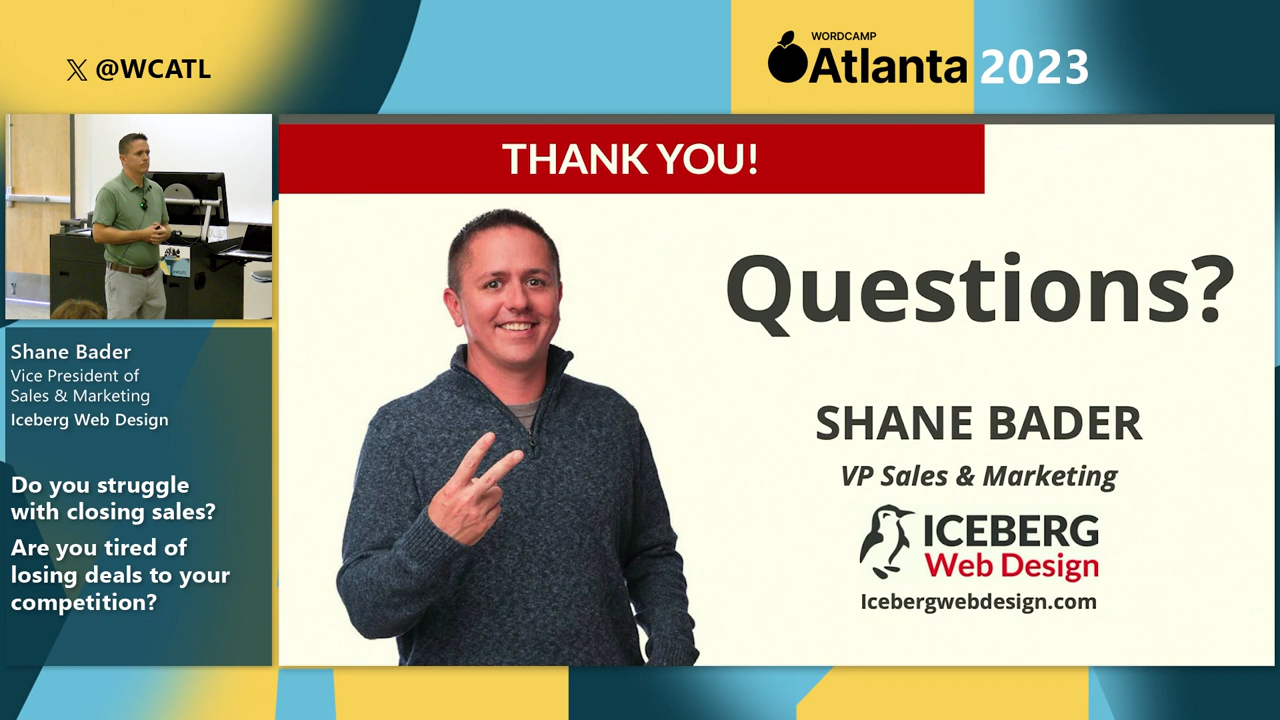 𝕏 @WCATL
WORDCAMP
Atlanta 2023
THANK YOU!
Questions?
SHANE BADER
VP Sales & Marketing
ICEBERG
Web Design
Icebergwebdesign.com
Shane Bader
Vice President of
Sales & Marketing
Iceberg Web Design
Do you struggle
with closing sales?
Are you tired of
losing deals to your
competition?